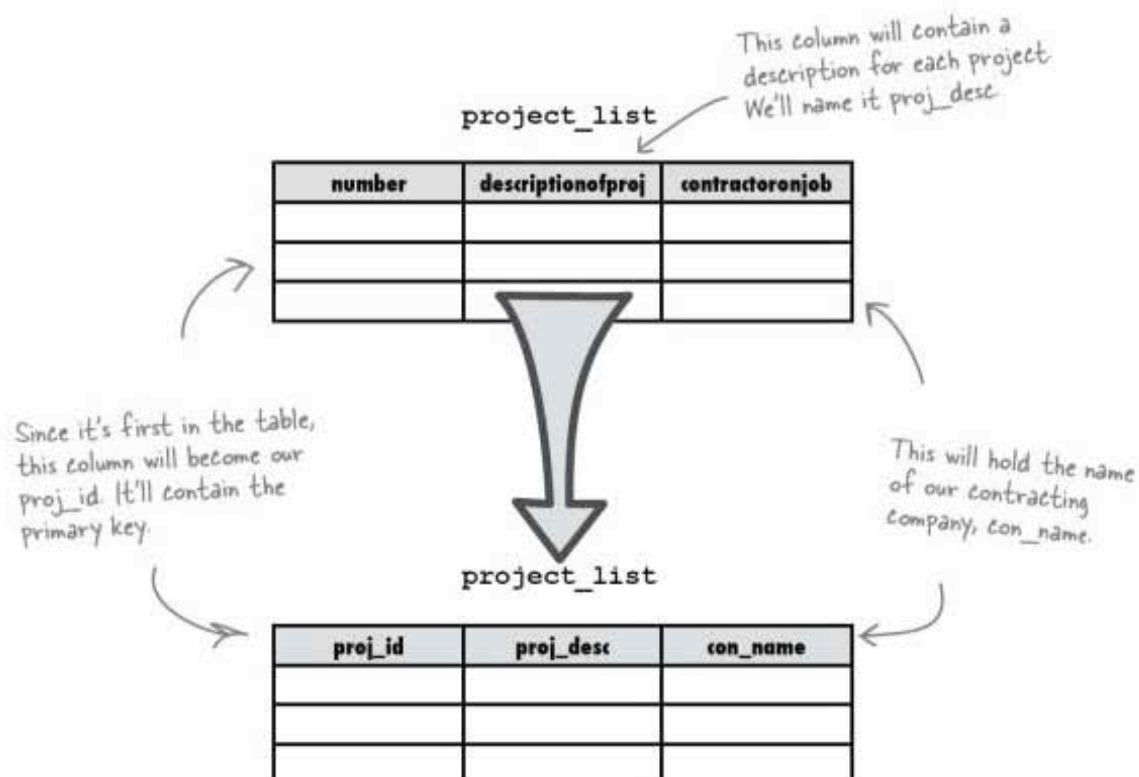 This column will contain a
description for each project
We'll name it proj_desc
project_list
number descriptionofproj contractoronjob
Since it's first in the table,
this column will become our
proj_id. It'll contain the
primary key.
This will hold the name
of our contracting
company, con_name.
project_list
proj_id proj_desc con_name